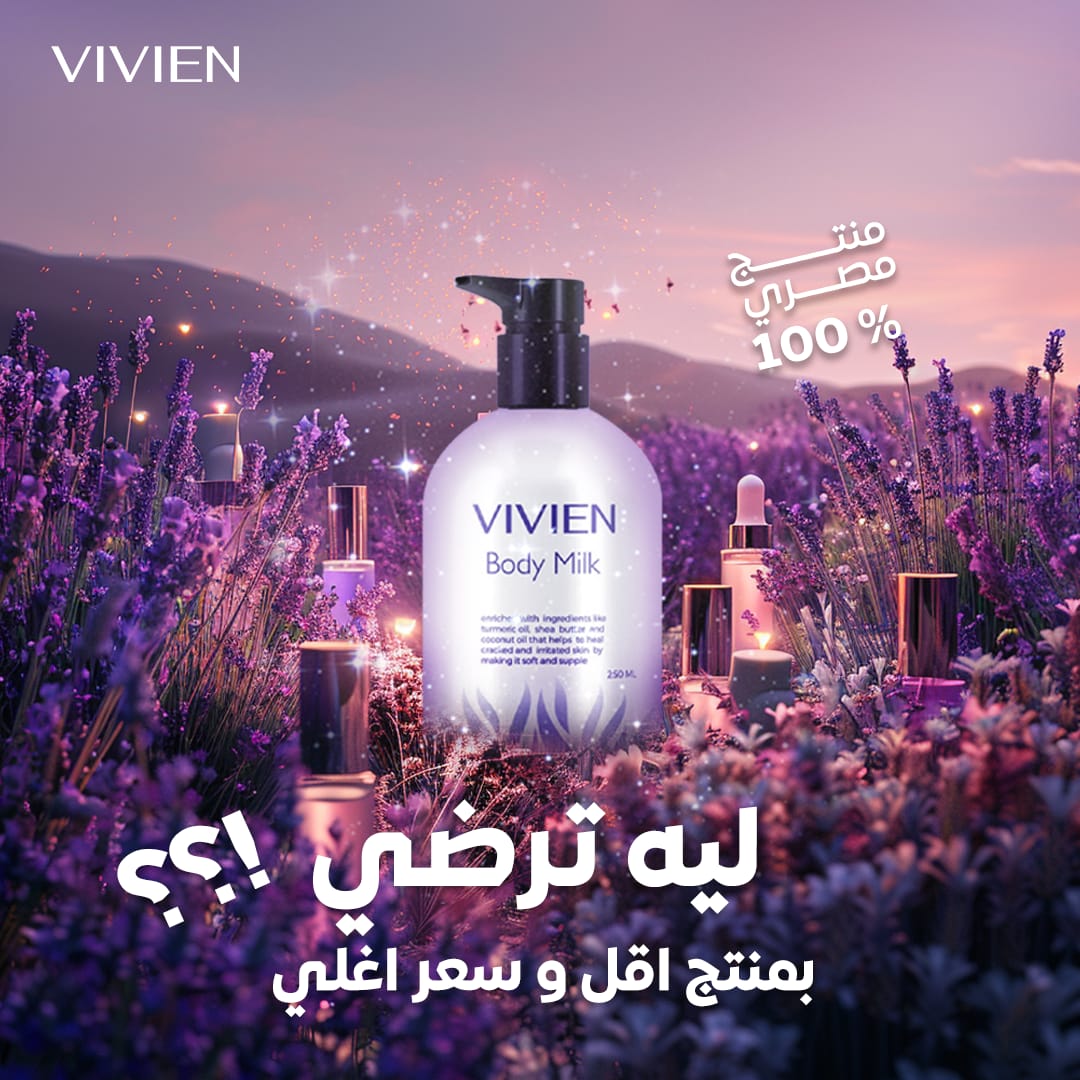 VIVIEN
منتج
مصري
100 %
VIVIEN
Body Milk
enriche with ingredients like
turmeric oil, shea butter and
coconut oil that helps to heal
cracked and irritated skin by
making it soft and supple
250 ML
ليه ترضي !؟؟
بمنتج اقل و سعر اغلي